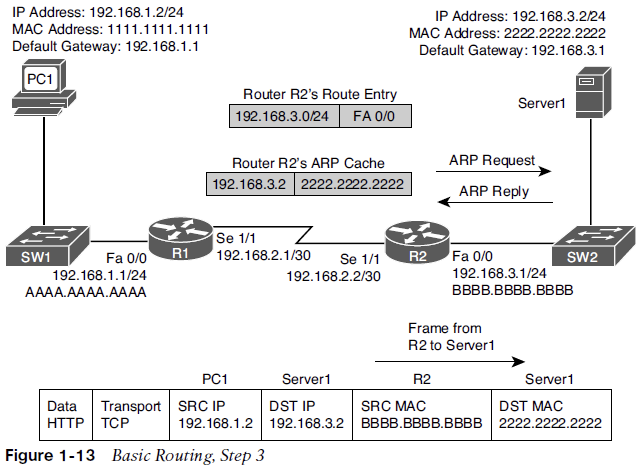 IP Address: 192.168.1.2/24
MAC Address: 1111.1111.1111
Default Gateway: 192.168.1.1
IP Address: 192.168.3.2/24
MAC Address: 2222.2222.2222
Default Gateway: 192.168.3.1
PC1
Server1
Router R2's Route Entry
192.168.3.0/24 FA 0/0
Router R2's ARP Cache
192.168.3.2 2222.2222.2222
ARP Request
ARP Reply
SW1
Fa 0/0
192.168.1.1/24
AAAA.AAAA.AAAA
R1
Se 1/1
192.168.2.1/30
Se 1/1
192.168.2.2/30
R2
Fa 0/0
192.168.3.1/24
BBBB.BBBB.BBBB
SW2
Frame from
R2 to Server1
PC1 Server1 R2 Server1
Data Transport SRC IP DST IP SRC MAC DST MAC
HTTP TCP 192.168.1.2 192.168.3.2 BBBB.BBBB.BBBB 2222.2222.2222
Figure 1-13 Basic Routing, Step 3